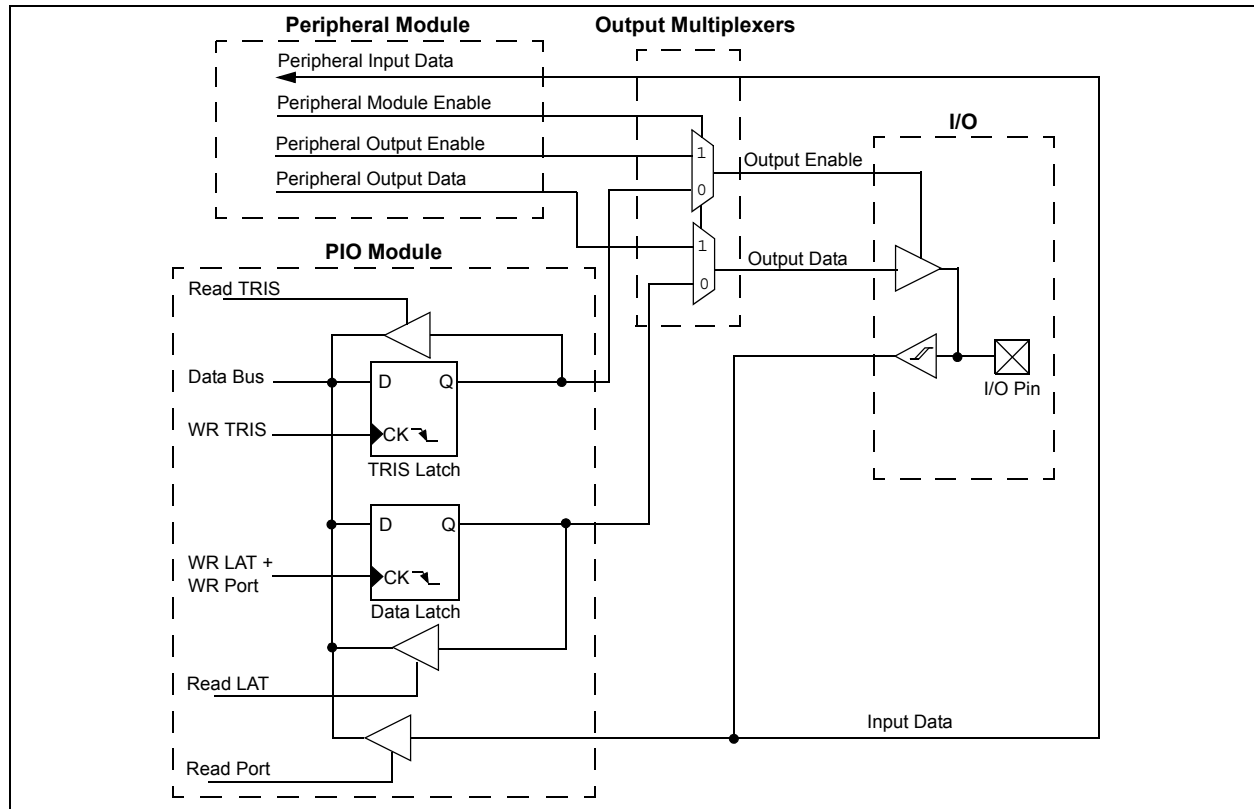 Peripheral Module
Output Multiplexers
Peripheral Input Data
Peripheral Module Enable
I/O
Peripheral Output Enable
1
Output Enable
Peripheral Output Data
0
PIO Module
1
Output Data
Read TRIS
0
Data Bus
D
Q
I/O Pin
WR TRIS
CK
TRIS Latch
D
Q
WR LAT +
WR Port
CK
Data Latch
Read LAT
Input Data
Read Port